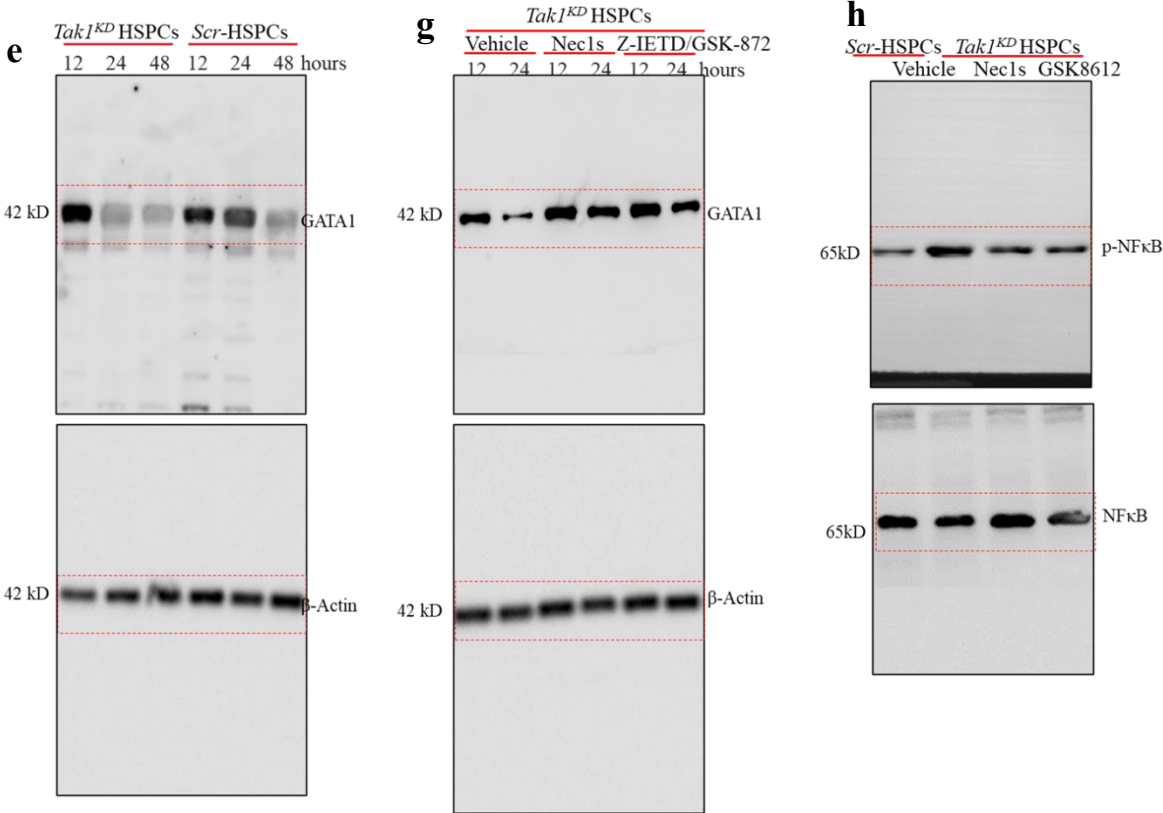 e
Tak1KD HSPCs Scr-HSPCs
12 24 48 12 24 48 hours
42 kD
GATA1
42 kD
β-Actin
g
Tak1KD HSPCs
Vehicle Nec1s Z-IETD/GSK-872
12 24 12 24 12 24 hours
42 kD
GATA1
42 kD
β-Actin
h
Scr-HSPCs Tak1KD HSPCs
Vehicle Nec1s GSK8612
65kD
p-NFκB
65kD
NFκB